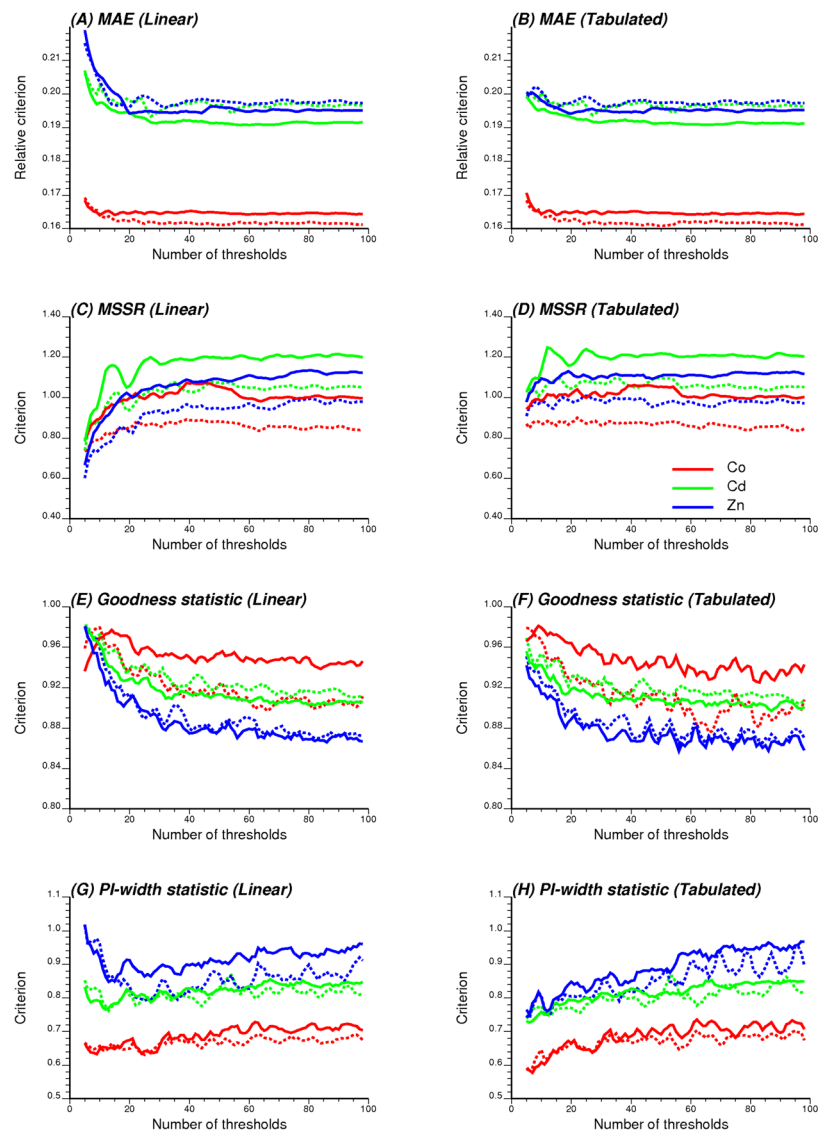 (A) MAE (Linear)
Relative criterion
0.21
0.20
0.19
0.18
0.17
0.16
0 20 40 60 80 100
Number of thresholds
(B) MAE (Tabulated)
Relative criterion
0.21
0.20
0.19
0.18
0.17
0.16
0 20 40 60 80 100
Number of thresholds
(C) MSSR (Linear)
Criterion
1.40
1.20
1.00
0.80
0.60
0.40
0 20 40 60 80 100
Number of thresholds
(D) MSSR (Tabulated)
Criterion
1.40
1.20
1.00
0.80
0.60
0.40
Co
Cd
Zn
0 20 40 60 80 100
Number of thresholds
(E) Goodness statistic (Linear)
Criterion
1.00
0.96
0.92
0.88
0.84
0.80
0 20 40 60 80 100
Number of thresholds
(F) Goodness statistic (Tabulated)
Criterion
1.00
0.96
0.92
0.88
0.84
0.80
0 20 40 60 80 100
Number of thresholds
(G) PI-width statistic (Linear)
Criterion
1.1
1.0
0.9
0.8
0.7
0.6
0.5
0 20 40 60 80 100
Number of thresholds
(H) PI-width statistic (Tabulated)
Criterion
1.1
1.0
0.9
0.8
0.7
0.6
0.5
0 20 40 60 80 100
Number of thresholds